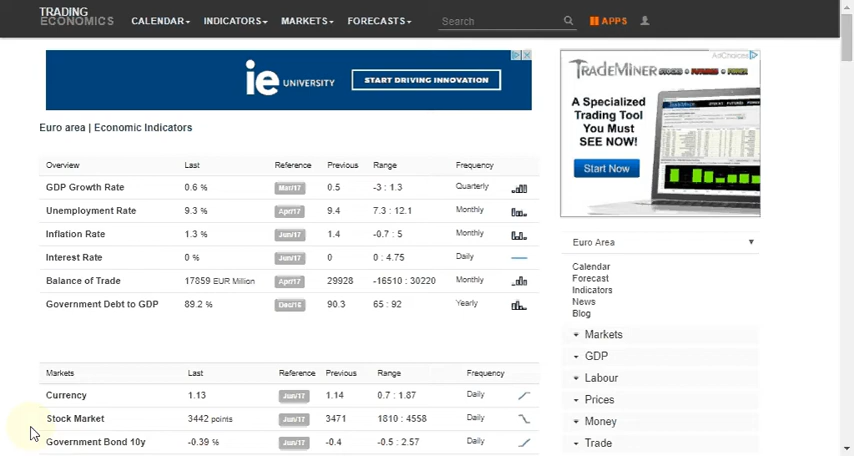 TRADING
ECONOMICS
CALENDAR INDICATORS MARKETS FORECASTS Search APPS
ie UNIVERSITY START DRIVING INNOVATION
AdChoices
TRADEMINER STOCKS FUTURES FOREX
A Specialized
Trading Tool
You Must
SEE NOW!
Start Now
Euro area | Economic Indicators
Overview Last Reference Previous Range Frequency
GDP Growth Rate 0.6 % Mar/17 0.5 -3 : 1.3 Quarterly
Unemployment Rate 9.3 % Apr/17 9.4 7.3 : 12.1 Monthly
Inflation Rate 1.3 % Jun/17 1.4 -0.7 : 5 Monthly
Interest Rate 0 % Jun/17 0 0 : 4.75 Daily
Balance of Trade 17859 EUR Million Apr/17 29928 -16510 : 30220 Monthly
Government Debt to GDP 89.2 % Dec/16 90.3 65 : 92 Yearly
Markets Last Reference Previous Range Frequency
Currency 1.13 Jun/17 1.14 0.7 : 1.87 Daily
Stock Market 3442 points Jun/17 3471 1810 : 4558 Daily
Government Bond 10y -0.39 % Jun/17 -0.4 -0.5 : 2.57 Daily
Euro Area
Calendar
Forecast
Indicators
News
Blog
Markets
GDP
Labour
Prices
Money
Trade